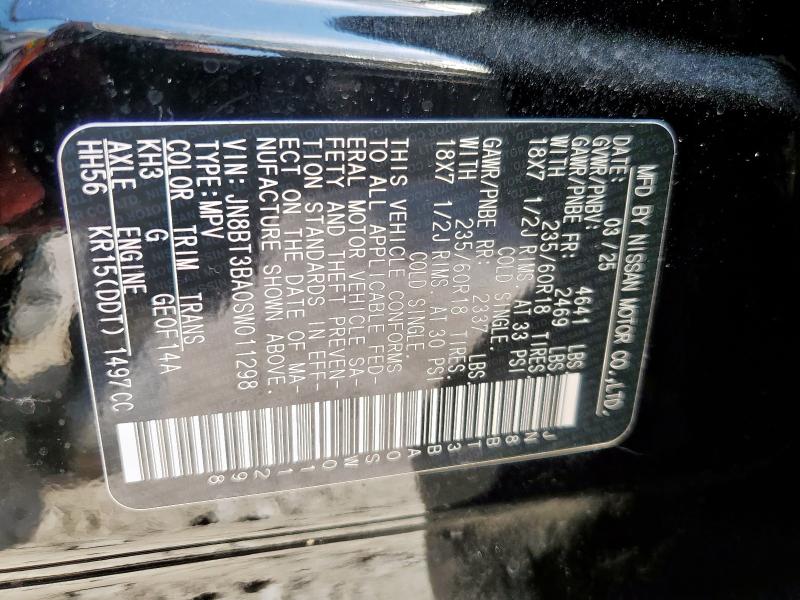 MFD BY NISSAN MOTOR CO.,LTD.
DATE: 03 /25
GVWR/PNBV: 4641 LBS
GAWR/PNBE FR: 2469 LBS
WITH 235/60R18 TIRES
18X7 1/2J RIMS. AT 33 PSI
COLD SINGLE.
GAWR/PNBE RR: 2337 LBS
WITH 235/60R18 TIRES.
18X7 1/2J RIMS AT 30 PSI
COLD SINGLE.
THIS VEHICLE CONFORMS
TO ALL APPLICABLE FED-
ERAL MOTOR VEHICLE SA-
FETY AND THEFT PREVEN-
TION STANDARDS IN EFF-
ECT ON THE DATE OF MA-
NUFACTURE SHOWN ABOVE.
VIN: JN8BT3BA0SW011298
TYPE:MPV
COLOR TRIM TRANS
KH3 G GE0F14A
AXLE ENGINE
HH56 KR15(DDT) 1497CC
JN8BT3BA0SW011298